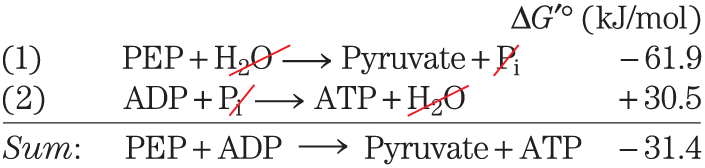 ΔG′° (kJ/mol)
(1) PEP + H₂O ⟶ Pyruvate + Pᵢ −61.9
(2) ADP + Pᵢ ⟶ ATP + H₂O +30.5
Sum: PEP + ADP ⟶ Pyruvate + ATP −31.4